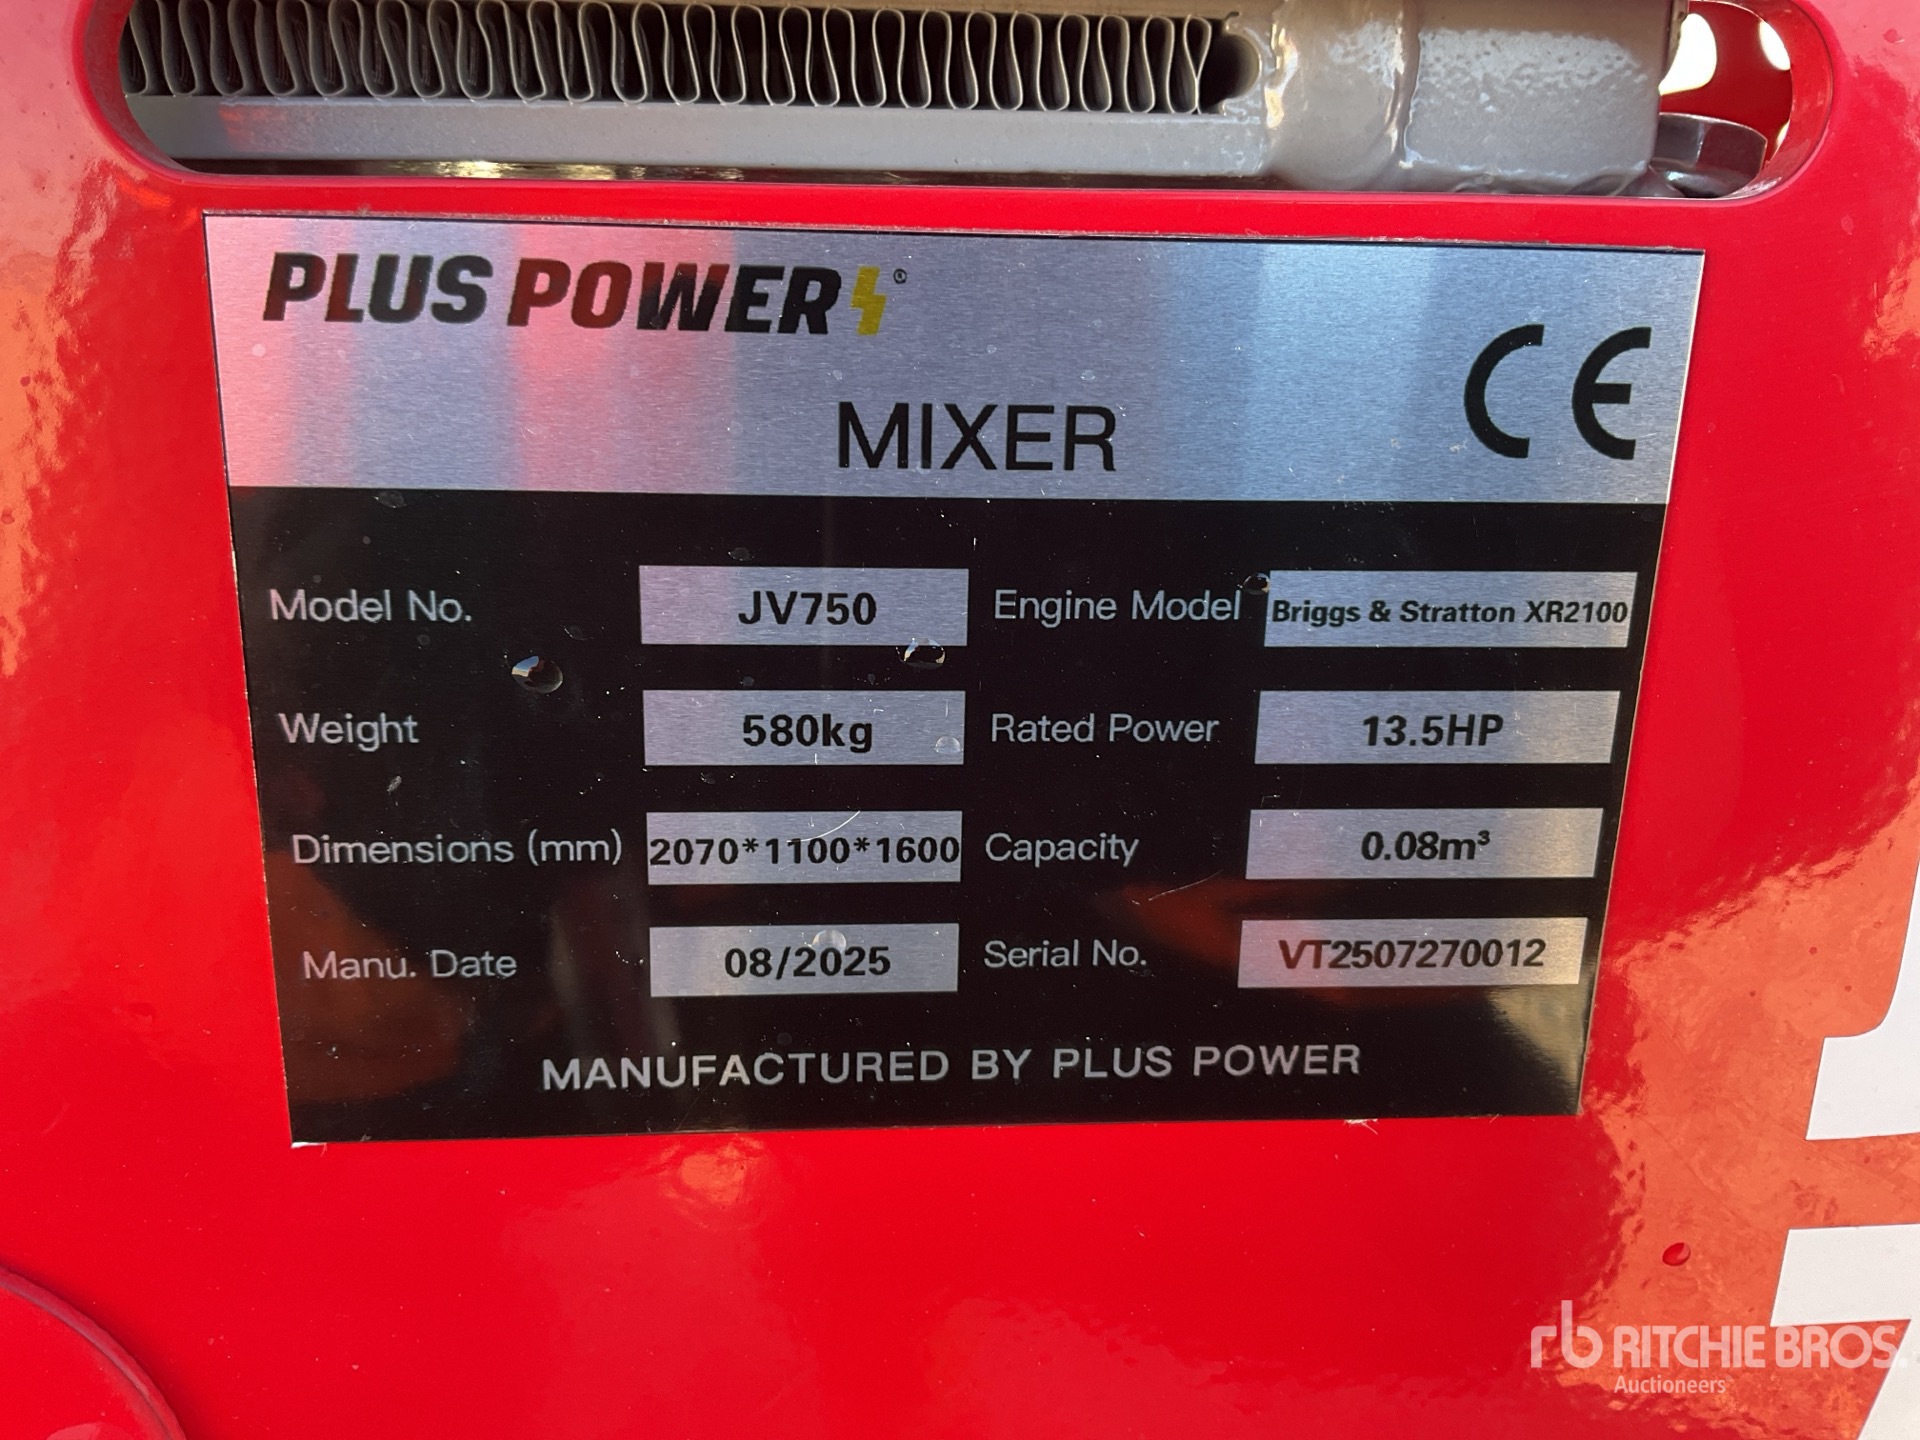 PLUS POWER ®
CE
MIXER
Model No. JV750 Engine Model Briggs & Stratton XR2100
Weight 580kg Rated Power 13.5HP
Dimensions (mm) 2070*1100*1600 Capacity 0.08m³
Manu. Date 08/2025 Serial No. VT2507270012
MANUFACTURED BY PLUS POWER
rb RITCHIE BROS.
Auctioneers